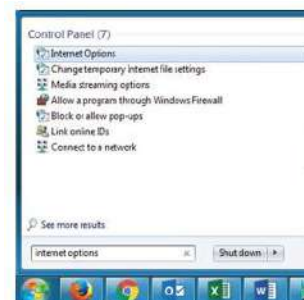 Control Panel (7)
Internet Options
Change temporary Internet file settings
Media streaming options
Allow a program through Windows Firewall
Block or allow pop-ups
Link online IDs
Connect to a network
See more results
internet options
Shut down